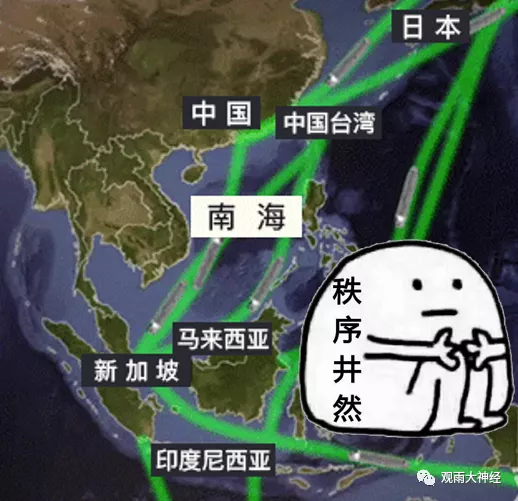 日本
中国
中国台湾
南海
秩序井然
马来西亚
新加坡
印度尼西亚
观雨大神经